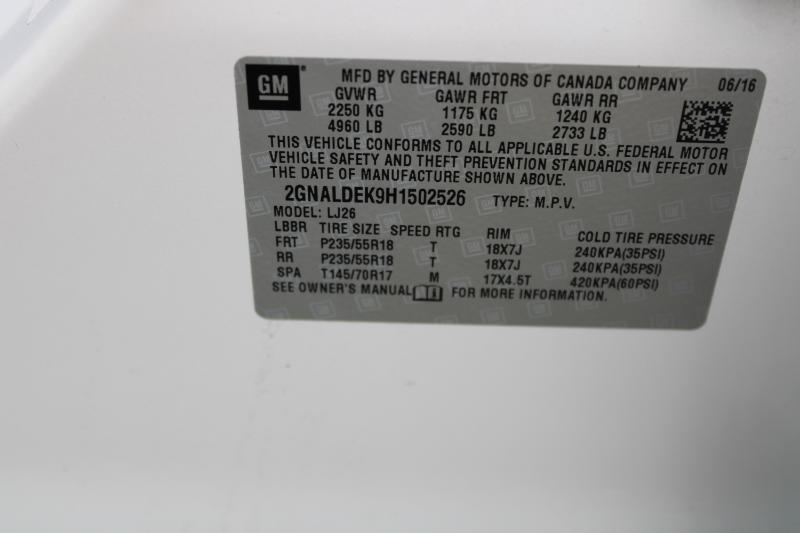 GM
MFD BY GENERAL MOTORS OF CANADA COMPANY 06/16
GVWR GAWR FRT GAWR RR
2250 KG 1175 KG 1240 KG
4960 LB 2590 LB 2733 LB
THIS VEHICLE CONFORMS TO ALL APPLICABLE U.S. FEDERAL MOTOR
VEHICLE SAFETY AND THEFT PREVENTION STANDARDS IN EFFECT ON
THE DATE OF MANUFACTURE SHOWN ABOVE.
2GNALDEK9H1502526 TYPE: M.P.V.
MODEL: LJ26
LBBR TIRE SIZE SPEED RTG RIM COLD TIRE PRESSURE
FRT P235/55R18 T 18X7J 240KPA(35PSI)
RR P235/55R18 T 18X7J 240KPA(35PSI)
SPA T145/70R17 M 17X4.5T 420KPA(60PSI)
SEE OWNER'S MANUAL FOR MORE INFORMATION.